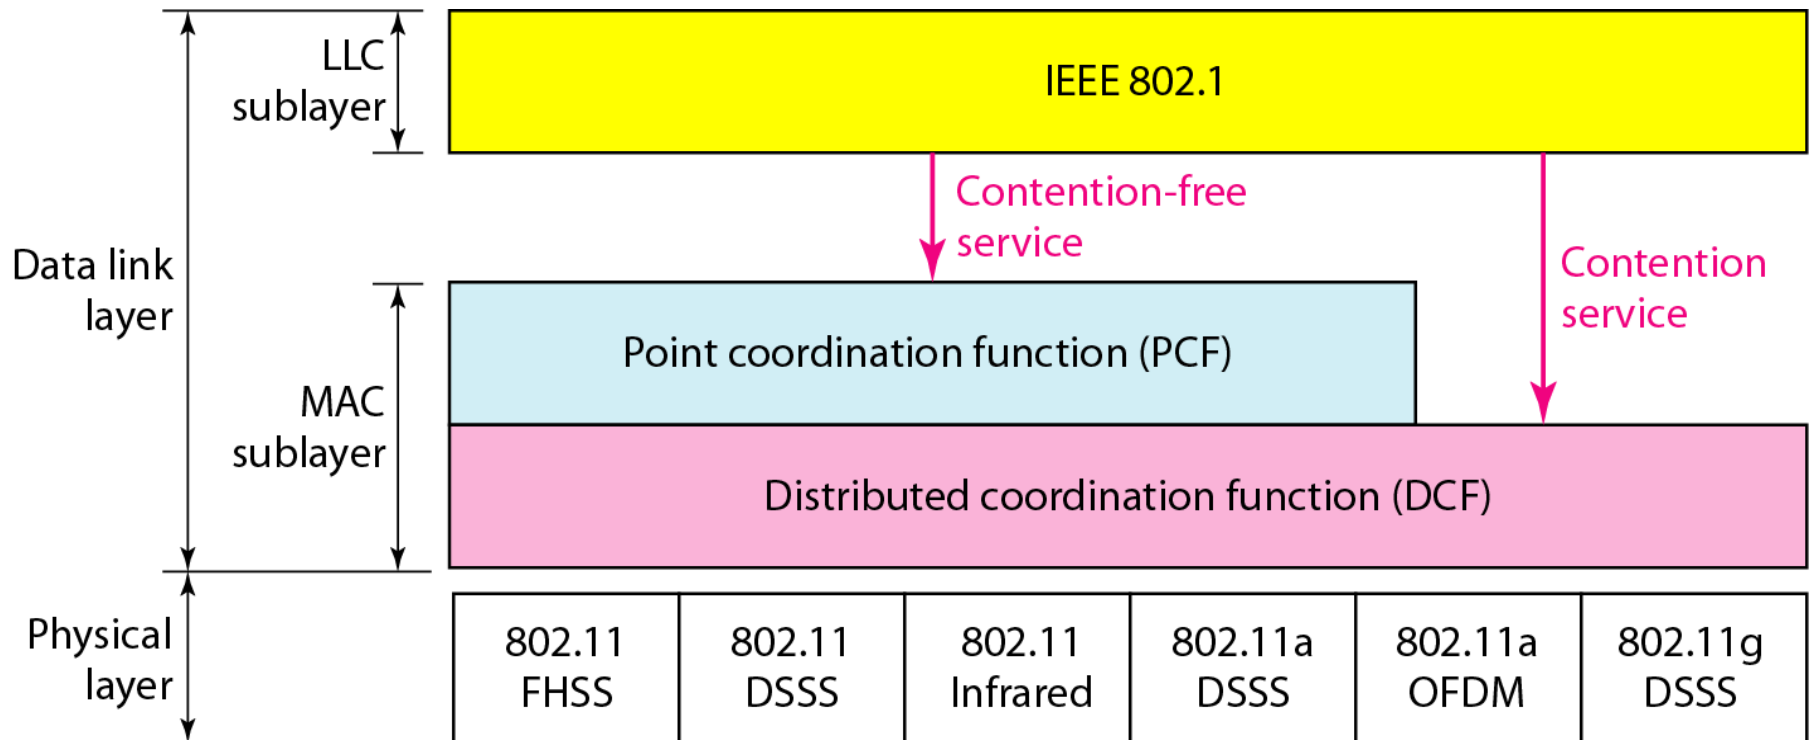 LLC
sublayer
IEEE 802.1
Contention-free
service
Contention
service
Data link
layer
Point coordination function (PCF)
MAC
sublayer
Distributed coordination function (DCF)
Physical
layer
802.11
FHSS
802.11
DSSS
802.11
Infrared
802.11a
DSSS
802.11a
OFDM
802.11g
DSSS